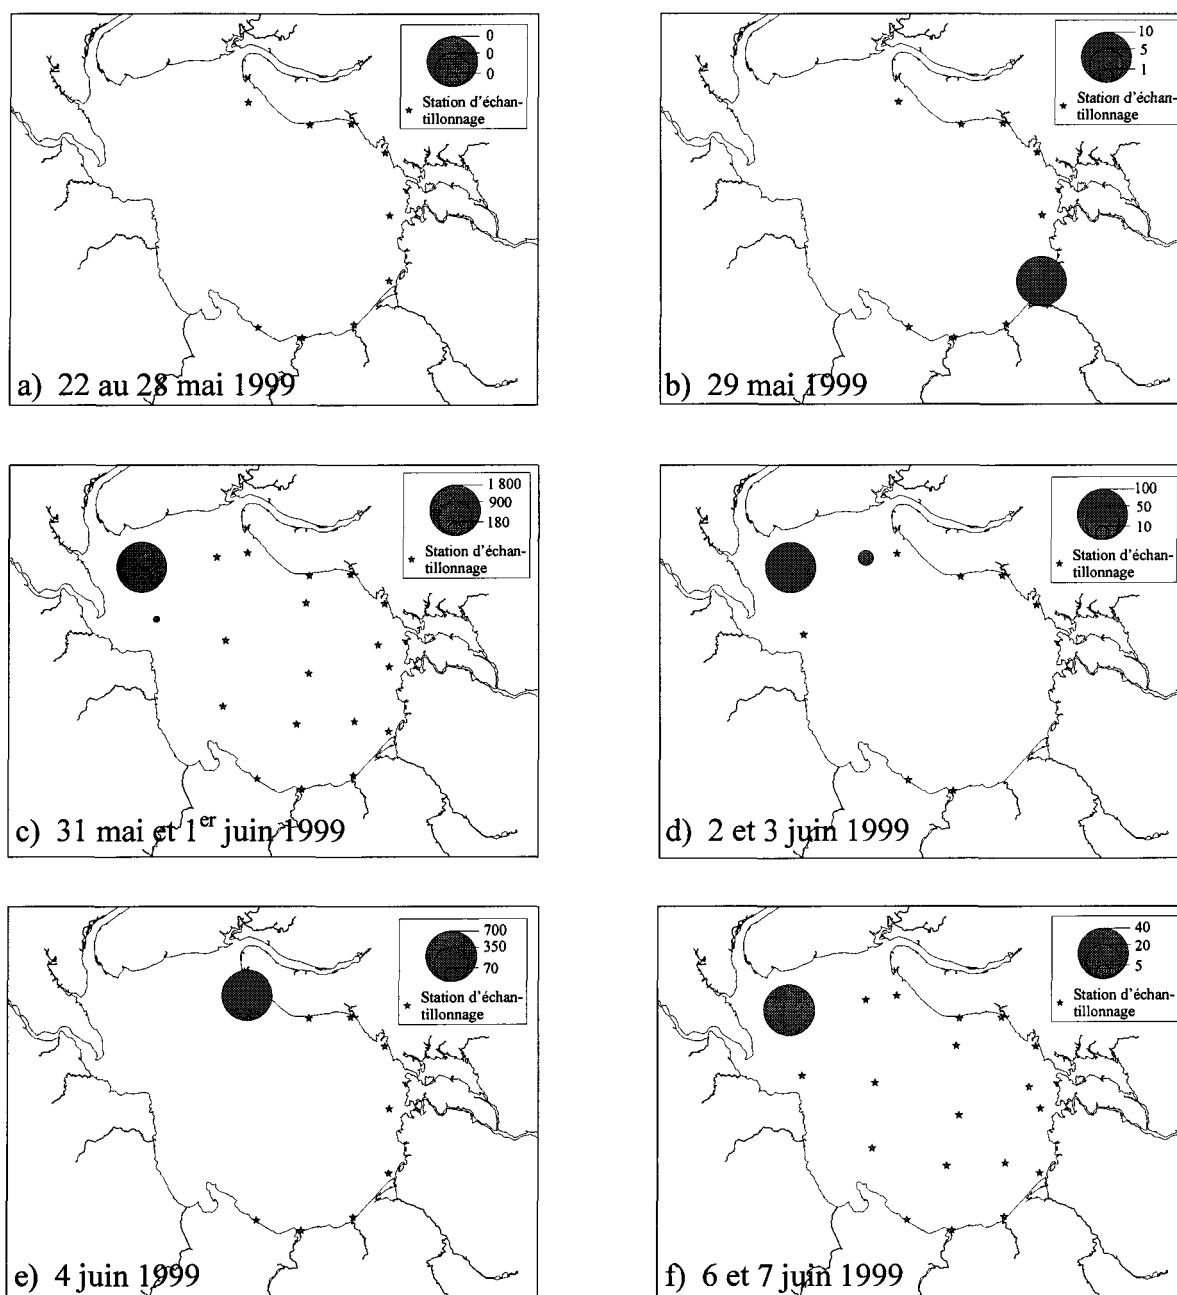 0
0
0
Station d'échan-
tillonnage
a) 22 au 28 mai 1999
10
5
1
Station d'échan-
tillonnage
b) 29 mai 1999
1 800
900
180
Station d'échan-
tillonnage
c) 31 mai et 1er juin 1999
100
50
10
Station d'échan-
tillonnage
d) 2 et 3 juin 1999
700
350
70
Station d'échan-
tillonnage
e) 4 juin 1999
40
20
5
Station d'échan-
tillonnage
f) 6 et 7 juin 1999